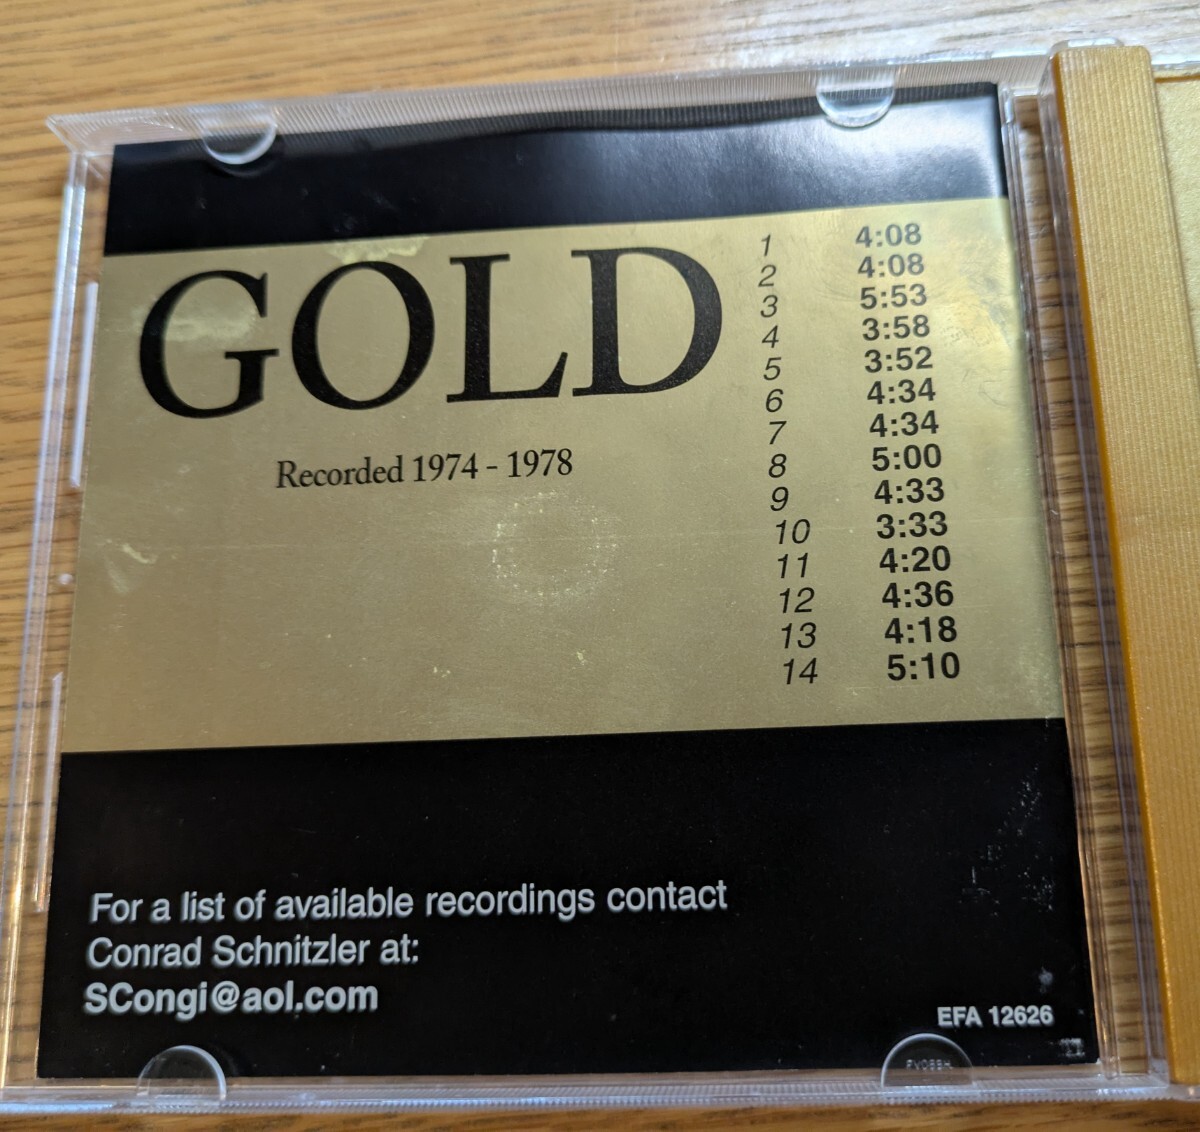 GOLD
Recorded 1974 - 1978
1 4:08
2 4:08
3 5:53
4 3:58
5 3:52
6 4:34
7 4:34
8 5:00
9 4:33
10 3:33
11 4:20
12 4:36
13 4:18
14 5:10
For a list of available recordings contact
Conrad Schnitzler at:
SCongi@aol.com
EFA 12626